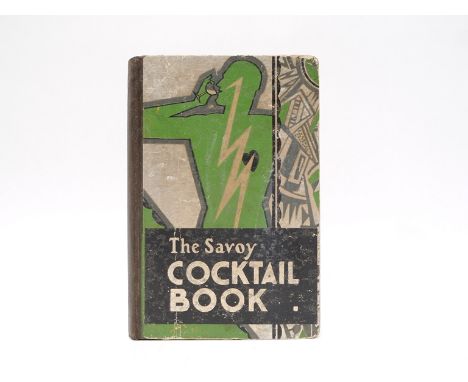 The Savoy
COCKTAIL
BOOK .